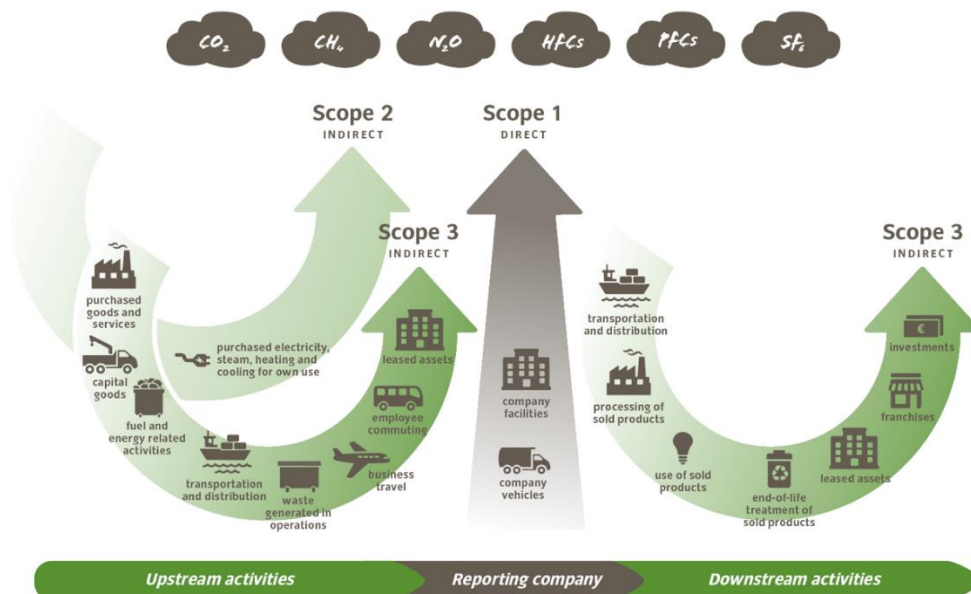 CO₂
CH₄
N₂O
HFCs
PFCs
SF₆
Scope 2
INDIRECT
Scope 1
DIRECT
Scope 3
INDIRECT
Scope 3
INDIRECT
purchased
goods and
services
capital
goods
fuel and
energy related
activities
purchased electricity,
steam, heating and
cooling for own use
transportation
and distribution
waste
generated in
operations
business
travel
employee
commuting
leased assets
company
facilities
company
vehicles
transportation
and distribution
processing of
sold products
use of sold
products
end-of-life
treatment of
sold products
leased assets
franchises
€
investments
Upstream activities
Reporting company
Downstream activities